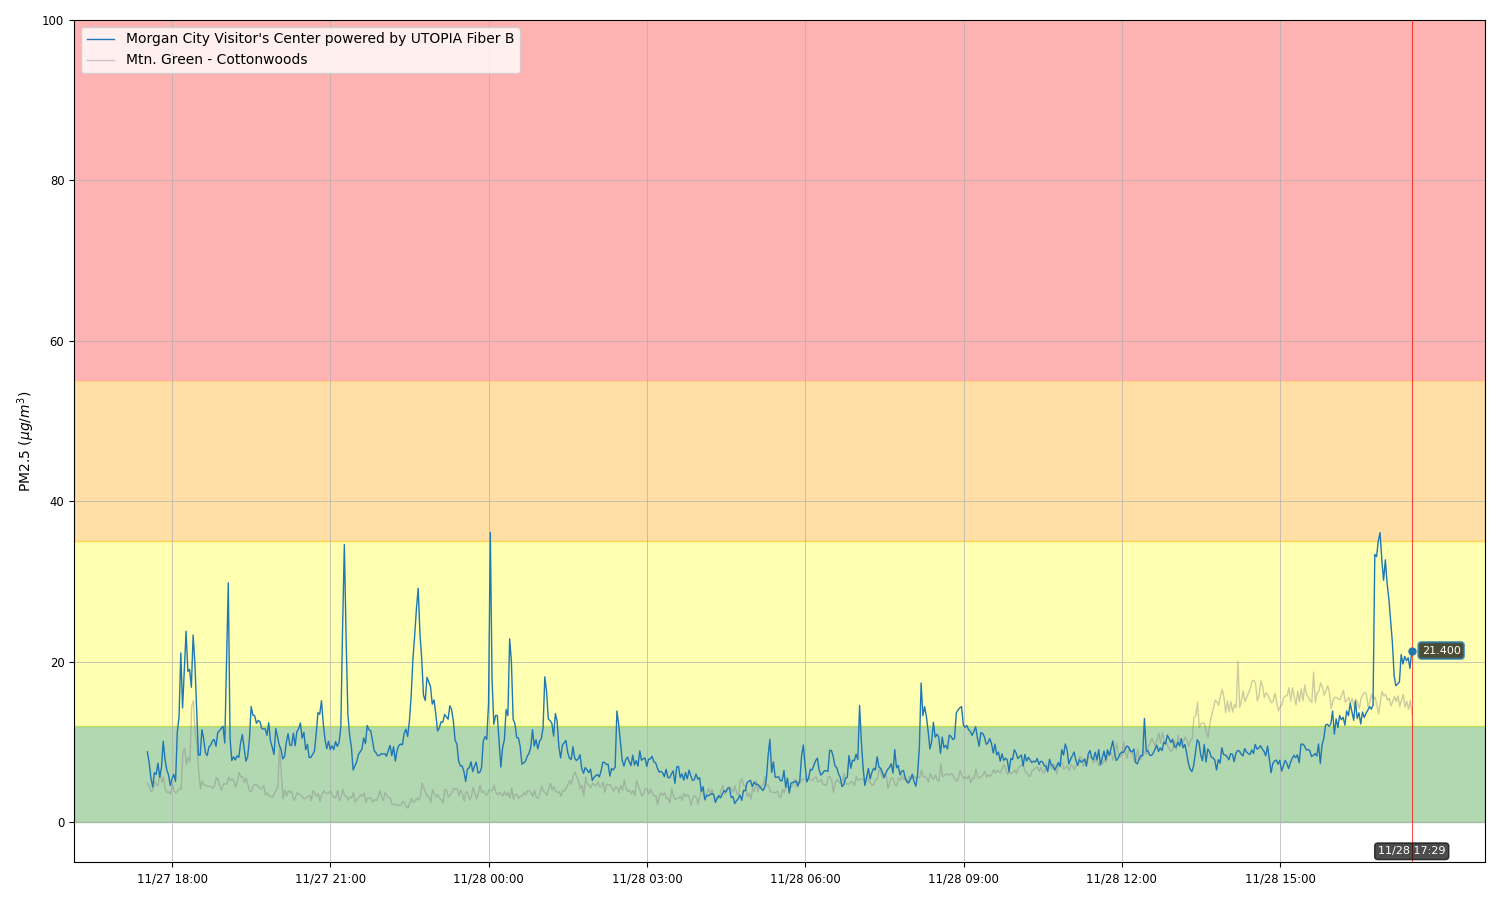 100
Morgan City Visitor's Center powered by UTOPIA Fiber B
Mtn. Green - Cottonwoods
80
60
40
20
0
PM2.5 (µg/m³)
21.400
11/28 17:29
11/27 18:00 11/27 21:00 11/28 00:00 11/28 03:00 11/28 06:00 11/28 09:00 11/28 12:00 11/28 15:00